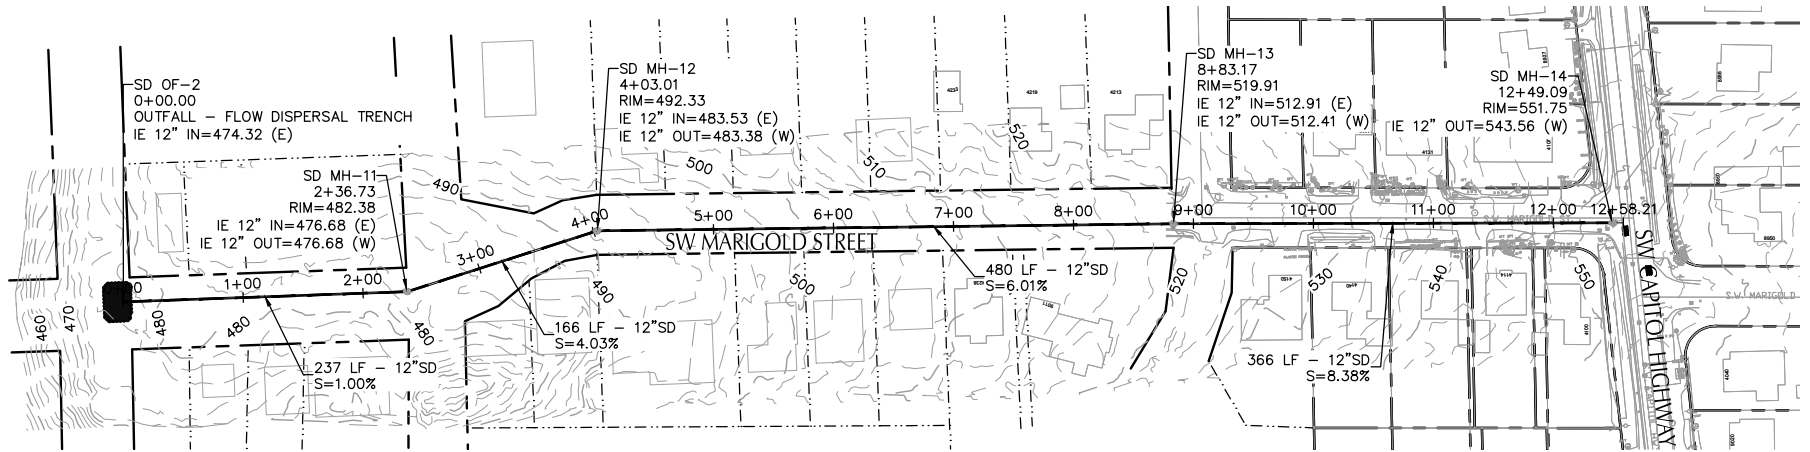 SD OF-2
0+00.00
OUTFALL – FLOW DISPERSAL TRENCH
IE 12" IN=474.32 (E)
SD MH-11
2+36.73
RIM=482.38
IE 12" IN=476.68 (E)
IE 12" OUT=476.68 (W)
SD MH-12
4+03.01
RIM=492.33
IE 12" IN=483.53 (E)
IE 12" OUT=483.38 (W)
SD MH-13
8+83.17
RIM=519.91
IE 12" IN=512.91 (E)
IE 12" OUT=512.41 (W)
SD MH-14
12+49.09
RIM=551.75
IE 12" OUT=543.56 (W)
4219
4213
4131
490
500
510
520
1+00
2+00
3+00
4+00
5+00
6+00
7+00
8+00
9+00
10+00
11+00
12+00
12+58.21
SW MARIGOLD STREET
460
470
480
480
480
490
500
520
530
540
550
237 LF – 12"SD
S=1.00%
166 LF – 12"SD
S=4.03%
480 LF – 12"SD
S=6.01%
366 LF – 12"SD
S=8.38%
SW CAPITOL HIGHWAY
S.W. MARIGOLD